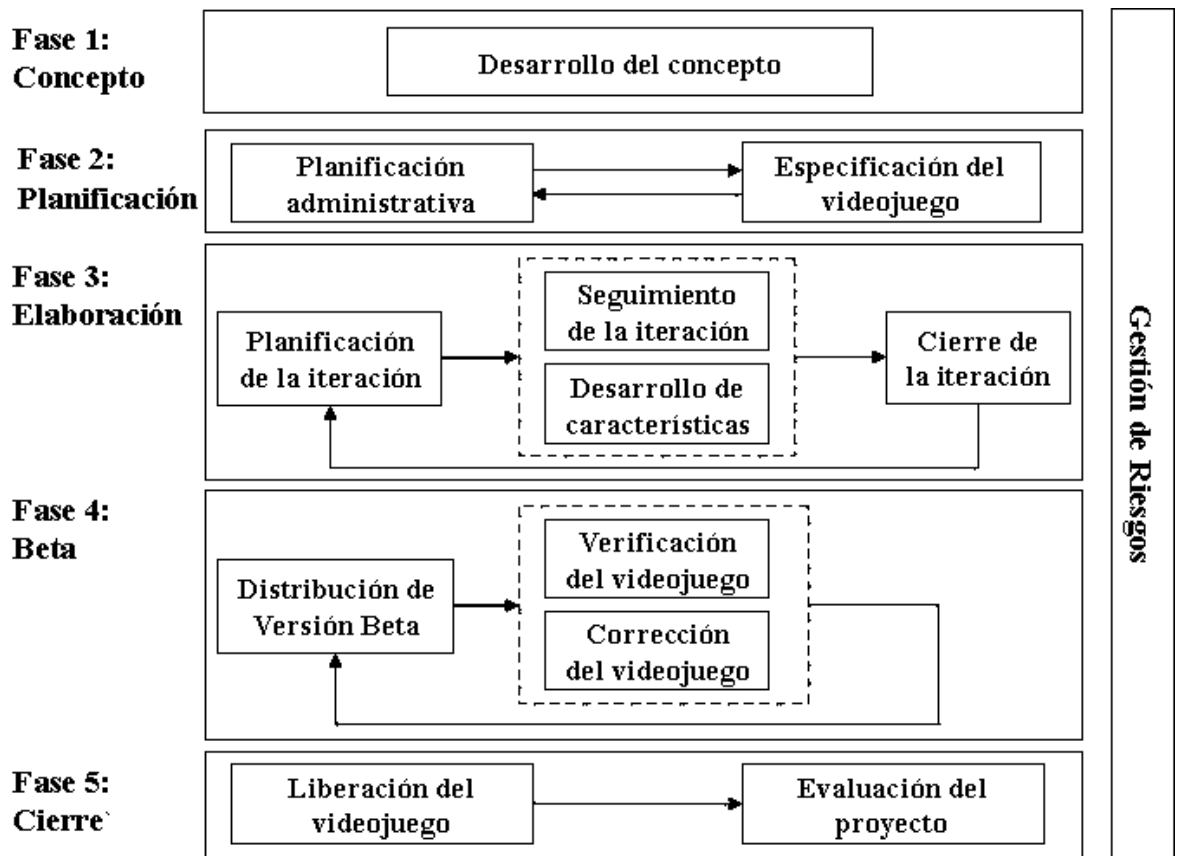 Fase 1:
Concepto
Desarrollo del concepto
Fase 2:
Planificación
Planificación
administrativa
Especificación del
videojuego
Fase 3:
Elaboración
Planificación
de la iteración
Seguimiento
de la iteración
Desarrollo de
características
Cierre de
la iteración
Fase 4:
Beta
Distribución de
Versión Beta
Verificación
del videojuego
Corrección
del videojuego
Fase 5:
Cierre`
Liberación del
videojuego
Evaluación del
proyecto
Gestión de Riesgos